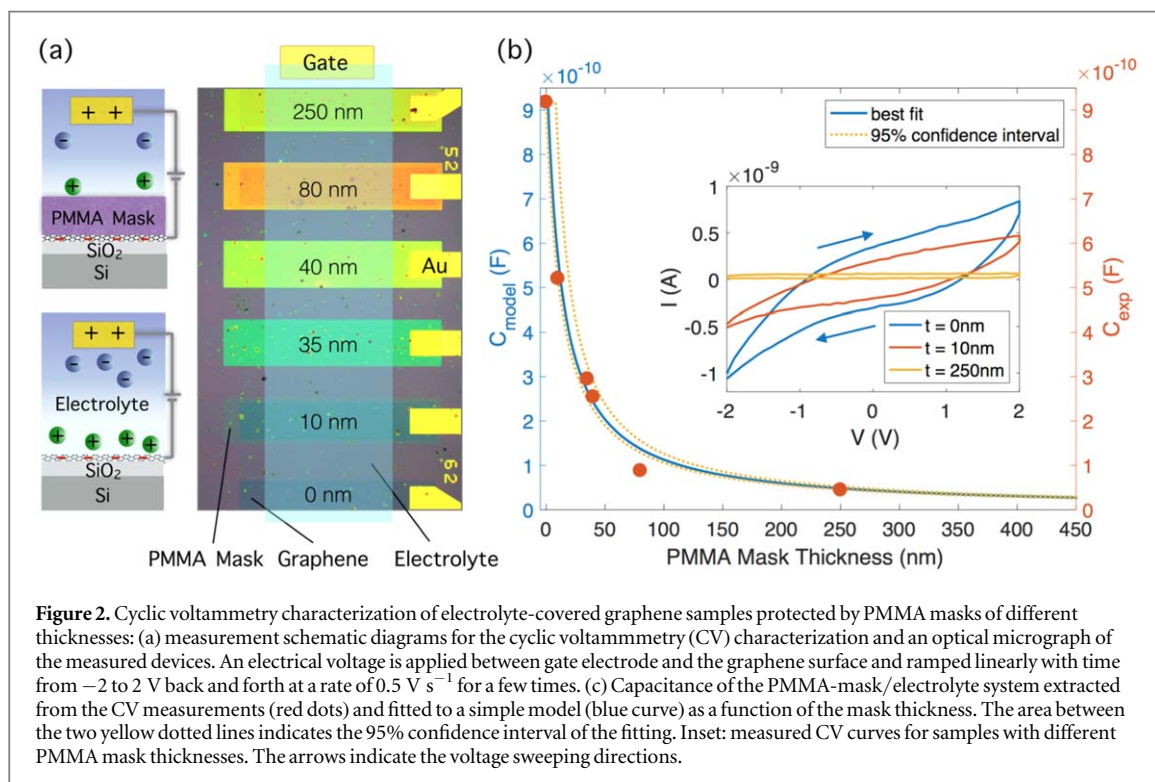 (a)
Gate
250 nm
80 nm
40 nm
35 nm
10 nm
0 nm
52
62
Au
+ +
−
−
+
+
PMMA Mask
SiO₂
Si
+ +
−
−
−
−
−
Electrolyte
+
+
+
+
SiO₂
Si
PMMA Mask
Graphene
Electrolyte
(b)
×10⁻¹⁰
×10⁻¹⁰
9
8
7
6
5
4
3
2
1
0
C_model (F)
9
8
7
6
5
4
3
2
1
0
C_exp (F)
best fit
95% confidence interval
×10⁻⁹
1
0.5
0
-0.5
-1
I (A)
-2
-1
0
1
2
V (V)
t = 0nm
t = 10nm
t = 250nm
0
50
100
150
200
250
300
350
400
450
PMMA Mask Thickness (nm)
Figure 2. Cyclic voltammetry characterization of electrolyte-covered graphene samples protected by PMMA masks of different
thicknesses: (a) measurement schematic diagrams for the cyclic voltammmetry (CV) characterization and an optical micrograph of
the measured devices. An electrical voltage is applied between gate electrode and the graphene surface and ramped linearly with time
from −2 to 2 V back and forth at a rate of 0.5 V s⁻¹ for a few times. (c) Capacitance of the PMMA-mask/electrolyte system extracted
from the CV measurements (red dots) and fitted to a simple model (blue curve) as a function of the mask thickness. The area between
the two yellow dotted lines indicates the 95% confidence interval of the fitting. Inset: measured CV curves for samples with different
PMMA mask thicknesses. The arrows indicate the voltage sweeping directions.